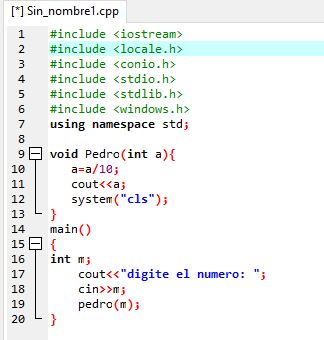 [*] Sin_nombre1.cpp
1 #include <iostream>
2 #include <locale.h>
3 #include <conio.h>
4 #include <stdio.h>
5 #include <stdlib.h>
6 #include <windows.h>
7 using namespace std;
8
9 void Pedro(int a){
10 a=a/10;
11 cout<<a;
12 system("cls");
13 }
14 main()
15 {
16 int m;
17 cout<<"digite el numero: ";
18 cin>>m;
19 pedro(m);
20 }